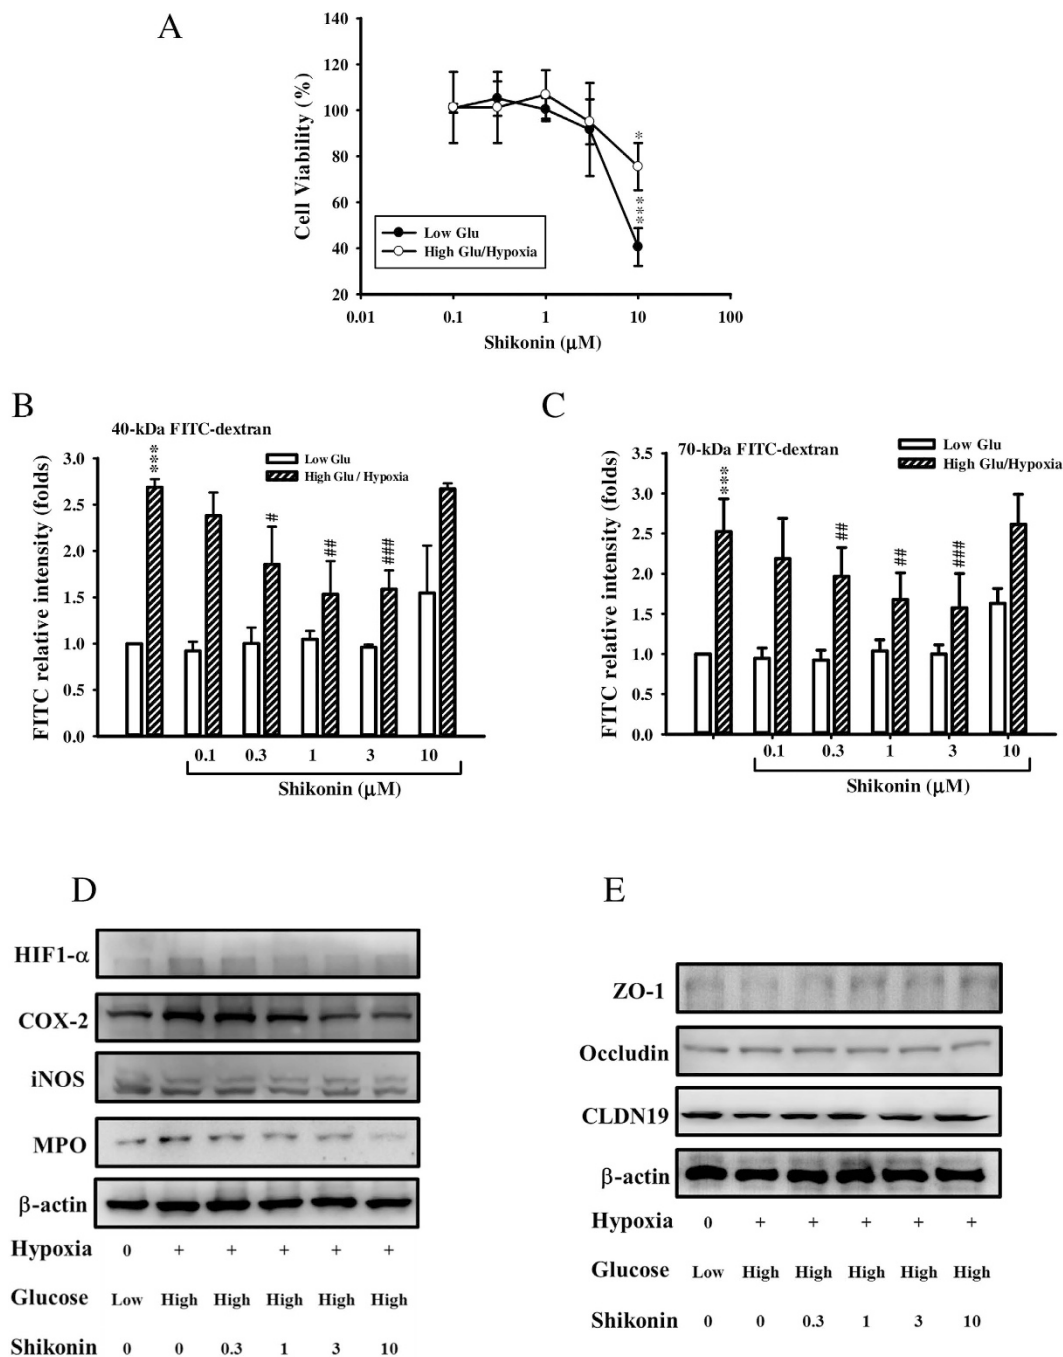 A
140
120
100
80
60
40
20
Cell Viability (%)
*
***
Low Glu
High Glu/Hypoxia
0.01 0.1 1 10 100
Shikonin (μM)
B
40-kDa FITC-dextran
FITC relative intensity (folds)
3.0
2.5
2.0
1.5
1.0
0.5
0.0
Low Glu
High Glu / Hypoxia
*** # ## ###
0.1 0.3 1 3 10
Shikonin (μM)
C
70-kDa FITC-dextran
FITC relative intensity (folds)
3.5
3.0
2.5
2.0
1.5
1.0
0.5
0.0
Low Glu
High Glu/Hypoxia
*** ## ## ###
0.1 0.3 1 3 10
Shikonin (μM)
D
HIF1-α
COX-2
iNOS
MPO
β-actin
Hypoxia 0 + + + + +
Glucose Low High High High High High
Shikonin 0 0 0.3 1 3 10
E
ZO-1
Occludin
CLDN19
β-actin
Hypoxia 0 + + + + +
Glucose Low High High High High High
Shikonin 0 0 0.3 1 3 10